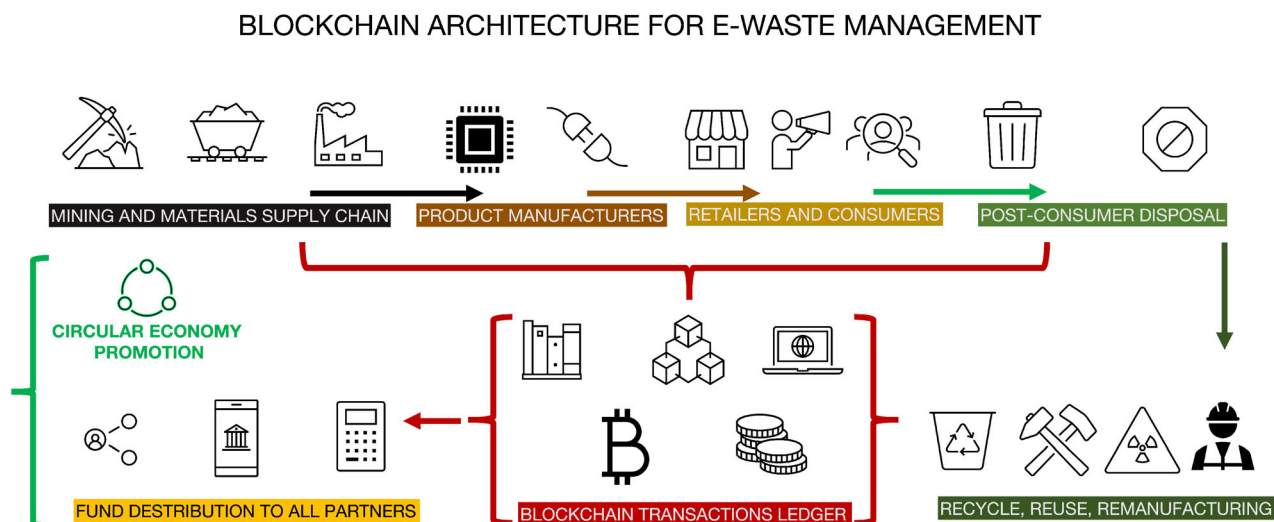 BLOCKCHAIN ARCHITECTURE FOR E-WASTE MANAGEMENT
MINING AND MATERIALS SUPPLY CHAIN
PRODUCT MANUFACTURERS
RETAILERS AND CONSUMERS
POST-CONSUMER DISPOSAL
CIRCULAR ECONOMY
PROMOTION
FUND DESTRIBUTION TO ALL PARTNERS
BLOCKCHAIN TRANSACTIONS LEDGER
RECYCLE, REUSE, REMANUFACTURING